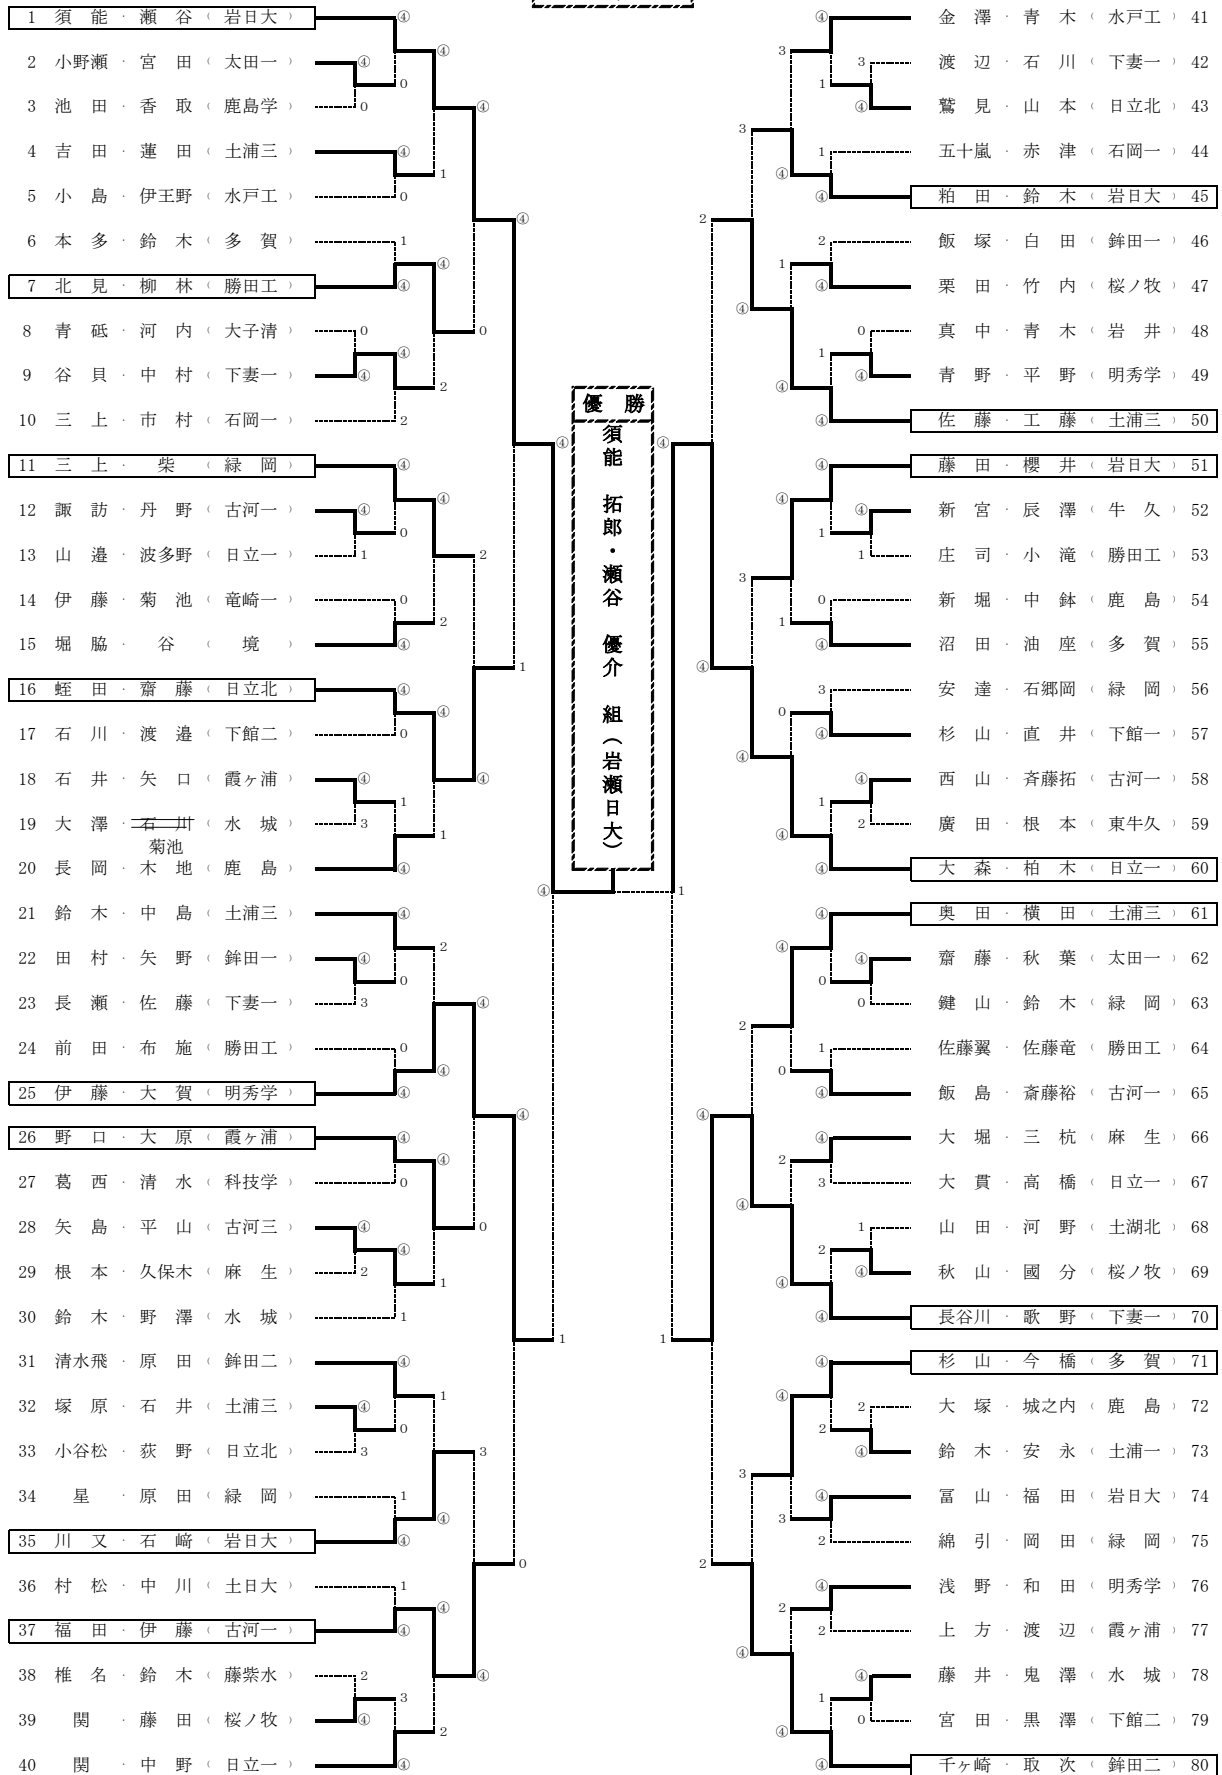 1 須 能 ・ 瀬 谷 （ 岩日大 ）
2 小野瀬 ・ 宮 田 （ 太田一 ）
3 池 田 ・ 香 取 （ 鹿島学 ）
4 吉 田 ・ 蓮 田 （ 土浦三 ）
5 小 島 ・ 伊王野 （ 水戸工 ）
6 本 多 ・ 鈴 木 （ 多 賀 ）
7 北 見 ・ 柳 林 （ 勝田工 ）
8 青 砥 ・ 河 内 （ 大子清 ）
9 谷 貝 ・ 中 村 （ 下妻一 ）
10 三 上 ・ 市 村 （ 石岡一 ）
11 三 上 ・ 柴 （ 緑 岡 ）
12 諏 訪 ・ 丹 野 （ 古河一 ）
13 山 邉 ・ 波多野 （ 日立一 ）
14 伊 藤 ・ 菊 池 （ 竜崎一 ）
15 堀 脇 ・ 谷 （ 境 ）
16 蛭 田 ・ 齋 藤 （ 日立北 ）
17 石 川 ・ 渡 邉 （ 下館二 ）
18 石 井 ・ 矢 口 （ 霞ヶ浦 ）
19 大 澤 ・ 石 川 （ 水 城 ）
菊池
20 長 岡 ・ 木 地 （ 鹿 島 ）
21 鈴 木 ・ 中 島 （ 土浦三 ）
22 田 村 ・ 矢 野 （ 鉾田一 ）
23 長 瀬 ・ 佐 藤 （ 下妻一 ）
24 前 田 ・ 布 施 （ 勝田工 ）
25 伊 藤 ・ 大 賀 （ 明秀学 ）
26 野 口 ・ 大 原 （ 霞ヶ浦 ）
27 葛 西 ・ 清 水 （ 科技学 ）
28 矢 島 ・ 平 山 （ 古河三 ）
29 根 本 ・ 久保木 （ 麻 生 ）
30 鈴 木 ・ 野 澤 （ 水 城 ）
31 清水飛 ・ 原 田 （ 鉾田二 ）
32 塚 原 ・ 石 井 （ 土浦三 ）
33 小谷松 ・ 荻 野 （ 日立北 ）
34 星 ・ 原 田 （ 緑 岡 ）
35 川 又 ・ 石 﨑 （ 岩日大 ）
36 村 松 ・ 中 川 （ 土日大 ）
37 福 田 ・ 伊 藤 （ 古河一 ）
38 椎 名 ・ 鈴 木 （ 藤紫水 ）
39 関 ・ 藤 田 （ 桜ノ牧 ）
40 関 ・ 中 野 （ 日立一 ）
優 勝
須能 拓郎・瀬谷 優介 組（岩瀬日大）
金 澤 ・ 青 木 （ 水戸工 ） 41
渡 辺 ・ 石 川 （ 下妻一 ） 42
鷲 見 ・ 山 本 （ 日立北 ） 43
五十嵐 ・ 赤 津 （ 石岡一 ） 44
粕 田 ・ 鈴 木 （ 岩日大 ） 45
飯 塚 ・ 白 田 （ 鉾田一 ） 46
栗 田 ・ 竹 内 （ 桜ノ牧 ） 47
真 中 ・ 青 木 （ 岩 井 ） 48
青 野 ・ 平 野 （ 明秀学 ） 49
佐 藤 ・ 工 藤 （ 土浦三 ） 50
藤 田 ・ 櫻 井 （ 岩日大 ） 51
新 宮 ・ 辰 澤 （ 牛 久 ） 52
庄 司 ・ 小 滝 （ 勝田工 ） 53
新 堀 ・ 中 鉢 （ 鹿 島 ） 54
沼 田 ・ 油 座 （ 多 賀 ） 55
安 達 ・ 石郷岡 （ 緑 岡 ） 56
杉 山 ・ 直 井 （ 下館一 ） 57
西 山 ・ 斉藤拓 （ 古河一 ） 58
廣 田 ・ 根 本 （ 東牛久 ） 59
大 森 ・ 柏 木 （ 日立一 ） 60
奥 田 ・ 横 田 （ 土浦三 ） 61
齋 藤 ・ 秋 葉 （ 太田一 ） 62
鍵 山 ・ 鈴 木 （ 緑 岡 ） 63
佐藤翼 ・ 佐藤竜 （ 勝田工 ） 64
飯 島 ・ 斎藤裕 （ 古河一 ） 65
大 堀 ・ 三 杭 （ 麻 生 ） 66
大 貫 ・ 高 橋 （ 日立一 ） 67
山 田 ・ 河 野 （ 土湖北 ） 68
秋 山 ・ 國 分 （ 桜ノ牧 ） 69
長谷川 ・ 歌 野 （ 下妻一 ） 70
杉 山 ・ 今 橋 （ 多 賀 ） 71
大 塚 ・ 城之内 （ 鹿 島 ） 72
鈴 木 ・ 安 永 （ 土浦一 ） 73
冨 山 ・ 福 田 （ 岩日大 ） 74
綿 引 ・ 岡 田 （ 緑 岡 ） 75
浅 野 ・ 和 田 （ 明秀学 ） 76
上 方 ・ 渡 辺 （ 霞ヶ浦 ） 77
藤 井 ・ 鬼 澤 （ 水 城 ） 78
宮 田 ・ 黒 澤 （ 下館二 ） 79
千ヶ崎 ・ 取 次 （ 鉾田二 ） 80